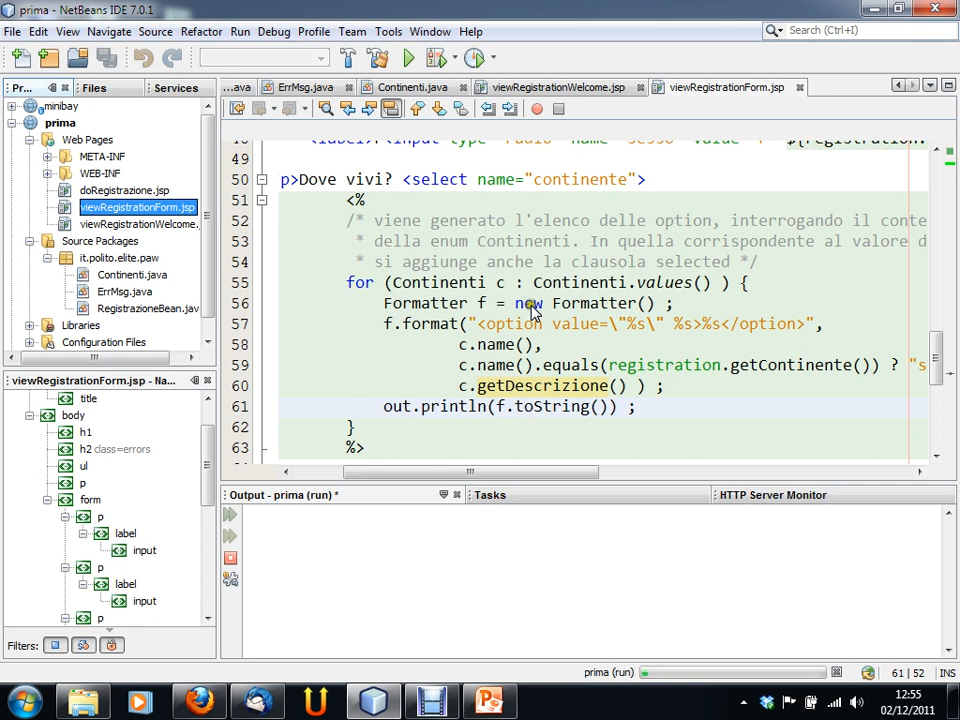 prima - NetBeans IDE 7.0.1
File Edit View Navigate Source Refactor Run Debug Profile Team Tools Window Help
Search (Ctrl+I)
Pr... Files Services
...ava ErrMsg.java Continenti.java viewRegistrationWelcome.jsp viewRegistrationForm.jsp
minibay
prima
Web Pages
META-INF
WEB-INF
doRegistrazione.jsp
viewRegistrationForm.jsp
viewRegistrationWelcome.
Source Packages
it.polito.elite.paw
Continenti.java
ErrMsg.java
RegistrazioneBean.java
Libraries
Configuration Files
49
50 p>Dove vivi? <select name="continente">
51 <%
52 /* viene generato l'elenco delle option, interrogando il conte
53 * della enum Continenti. In quella corrispondente al valore d
54 * si aggiunge anche la clausola selected */
55 for (Continenti c : Continenti.values() ) {
56 Formatter f = new Formatter() ;
57 f.format("<option value=\"%s\" %s>%s</option>",
58 c.name(),
59 c.name().equals(registration.getContinente()) ? "s
60 c.getDescrizione() ) ;
61 out.println(f.toString()) ;
62 }
63 %>
viewRegistrationForm.jsp - Na...
title
body
h1
h2 class=errors
ul
p
form
p
label
input
p
label
input
p
Filters:
Output - prima (run) * Tasks HTTP Server Monitor
prima (run) 61 | 52 INS
12:55
02/12/2011